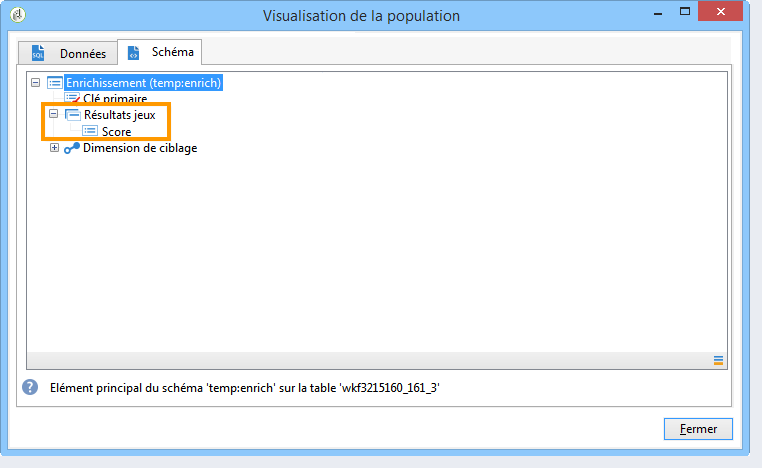 Visualisation de la population
Données
Schéma
Enrichissement (temp:enrich)
Clé primaire
Résultats jeux
Score
Dimension de ciblage
Elément principal du schéma 'temp:enrich' sur la table 'wkf3215160_161_3'
Fermer